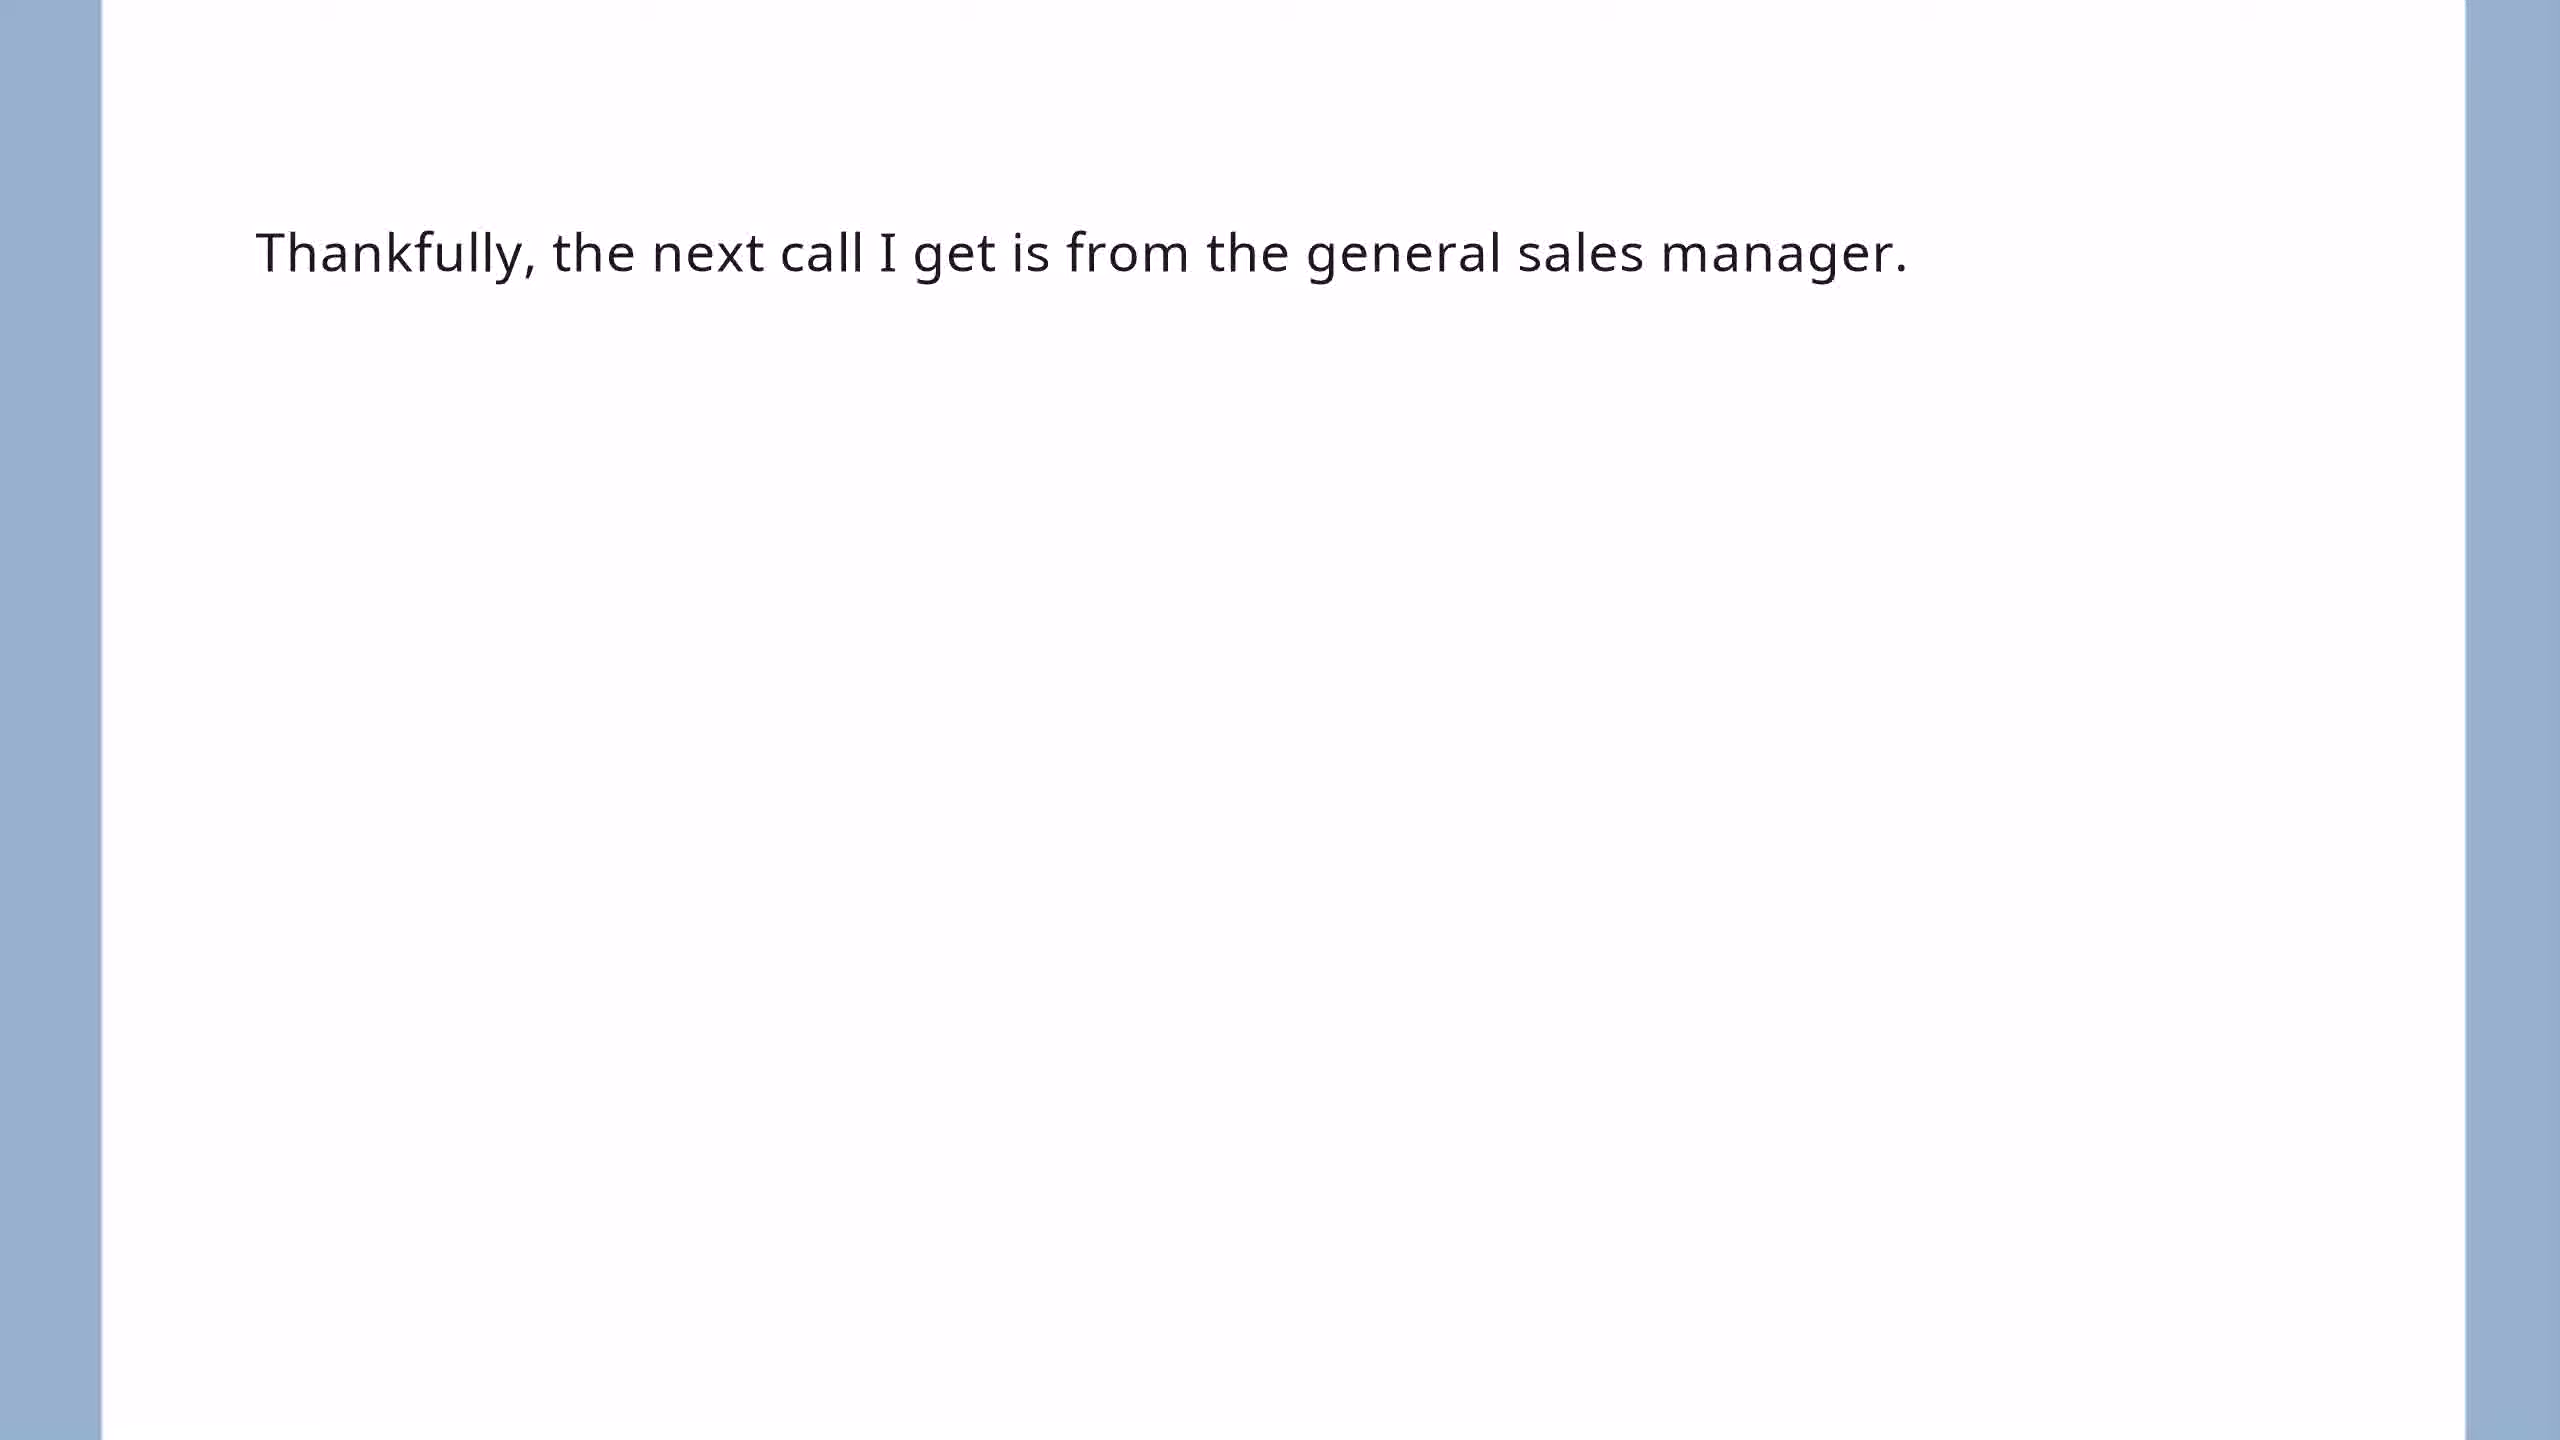 Thankfully, the next call I get is from the general sales manager.